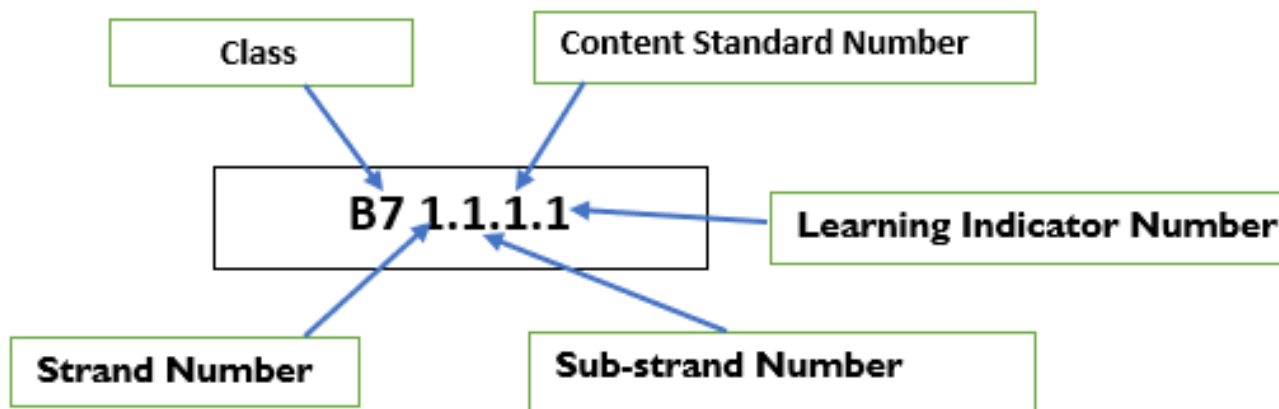 Class
Content Standard Number
B7 1.1.1.1
Learning Indicator Number
Strand Number
Sub-strand Number